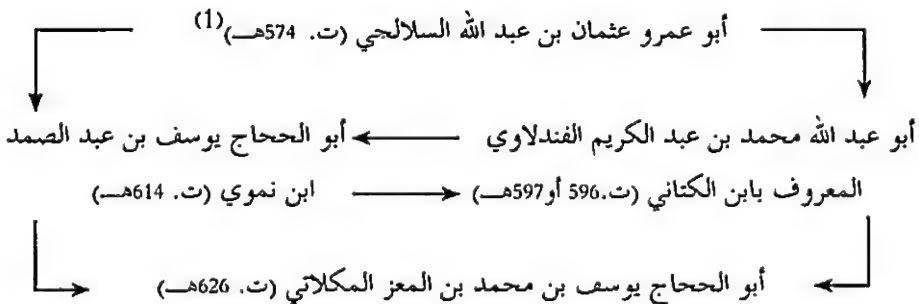 أبو عمرو عثمان بن عبد الله السلالجي (ت. 574هـ)(1)
أبو عبد الله محمد بن عبد الكريم الفندلاوي أبو الحجاج يوسف بن عبد الصمد
المعروف بابن الكتاني (ت.596 أو597هـ) ابن نموي (ت. 614هـ)
أبو الحجاج يوسف بن محمد بن المعز المكلاتي (ت. 626هـ)